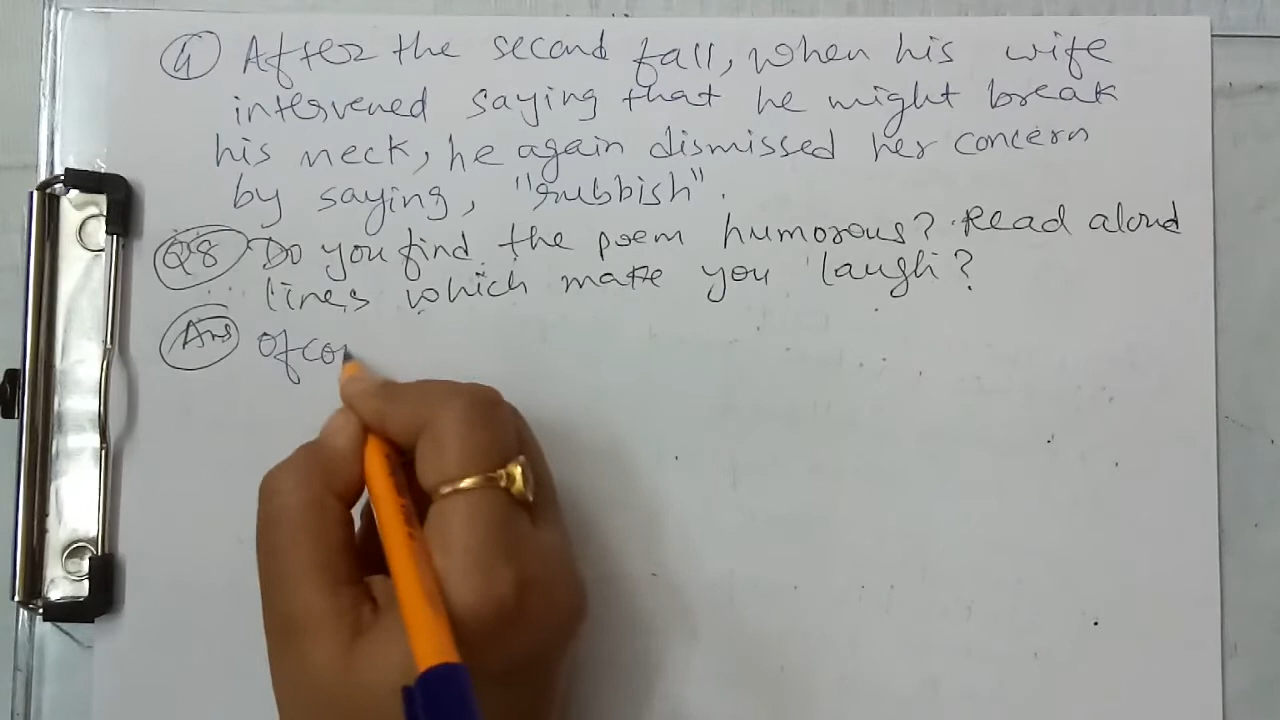 4 After the second fall, when his wife
intervened saying that he might break
his neck, he again dismissed her concern
by saying, "rubbish".
Q8 Do you find the poem humorous? Read aloud
lines which make you laugh?
Ans Of cou